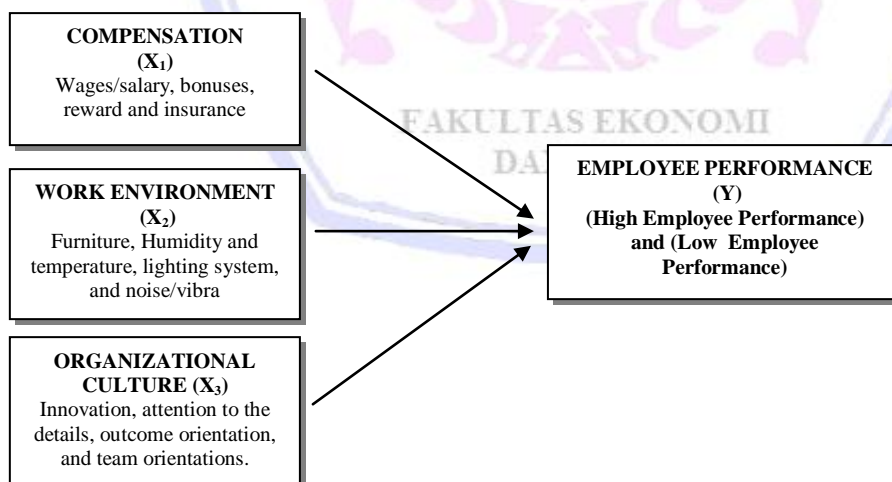 COMPENSATION
(X₁)
Wages/salary, bonuses,
reward and insurance
FAKULTAS EKONOMI
WORK ENVIRONMENT
(X₂)
Furniture, Humidity and
temperature, lighting system,
and noise/vibra
ORGANIZATIONAL
CULTURE (X₃)
Innovation, attention to the
details, outcome orientation,
and team orientations.
EMPLOYEE PERFORMANCE
(Y)
(High Employee Performance)
and (Low Employee
Performance)